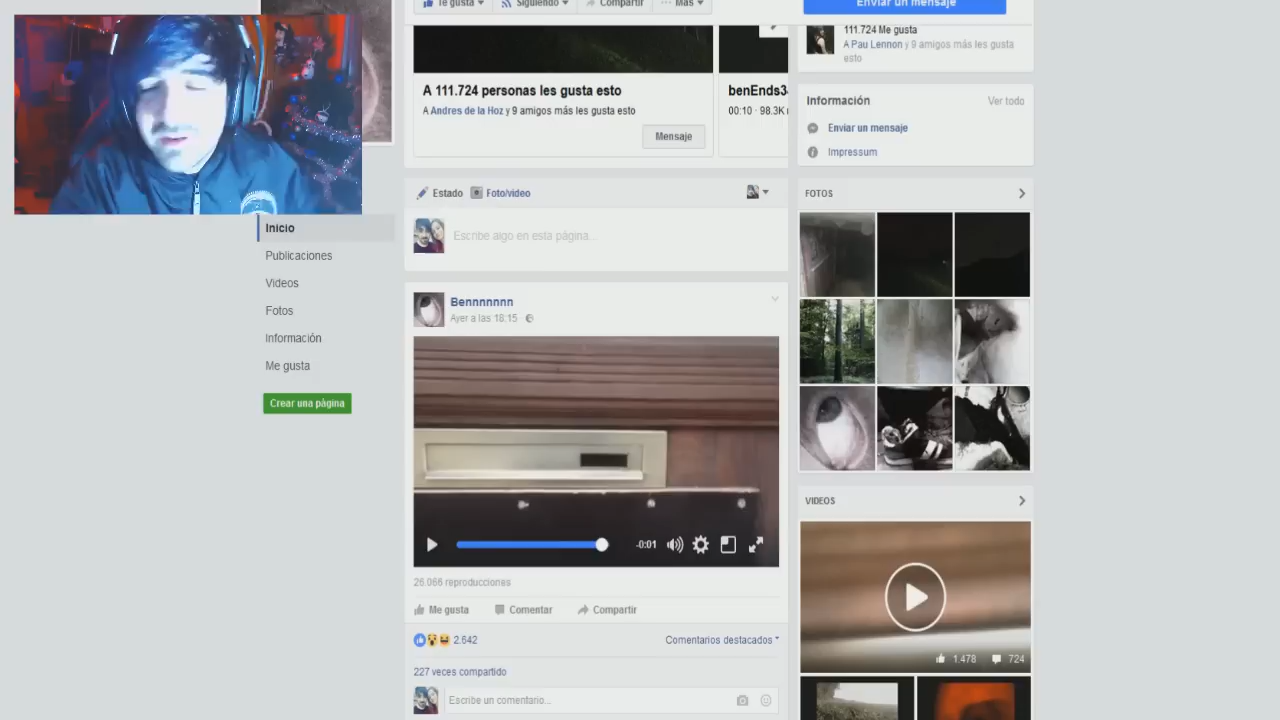 Te gusta
Siguiendo
Compartir
Más
Enviar un mensaje
111.724 Me gusta
A Pau Lennon y 9 amigos más les gusta
esto
A 111.724 personas les gusta esto
A Andres de la Hoz y 9 amigos más les gusta esto
Mensaje
benEnds3
00:10 · 98.3K
Información
Ver todo
Enviar un mensaje
Impressum
Estado
Foto/vídeo
Escribe algo en esta página...
FOTOS
Inicio
Publicaciones
Videos
Fotos
Información
Me gusta
Crear una página
Bennnnnnn
Ayer a las 18:15
-0:01
26.066 reproducciones
Me gusta
Comentar
Compartir
2.642
Comentarios destacados
227 veces compartido
Escribe un comentario...
VIDEOS
1.478
724